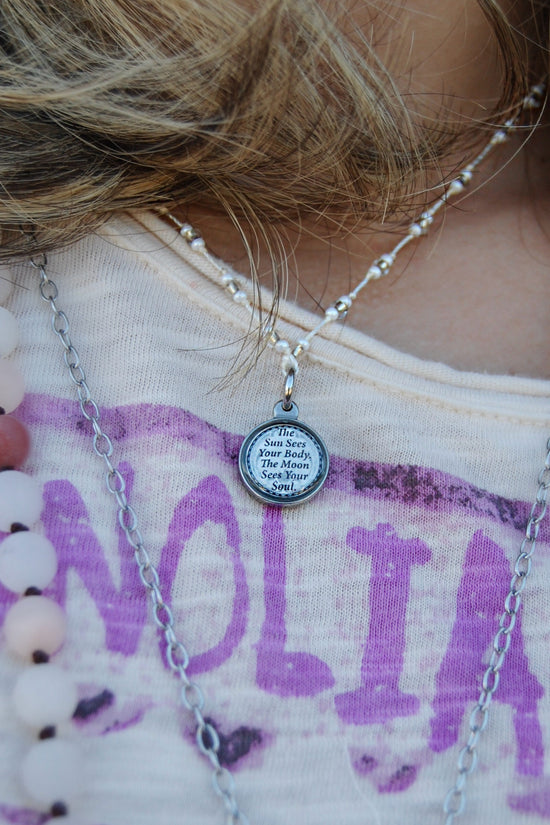 The
Sun Sees
Your Body,
The Moon
Sees Your
Soul.
NOLIA